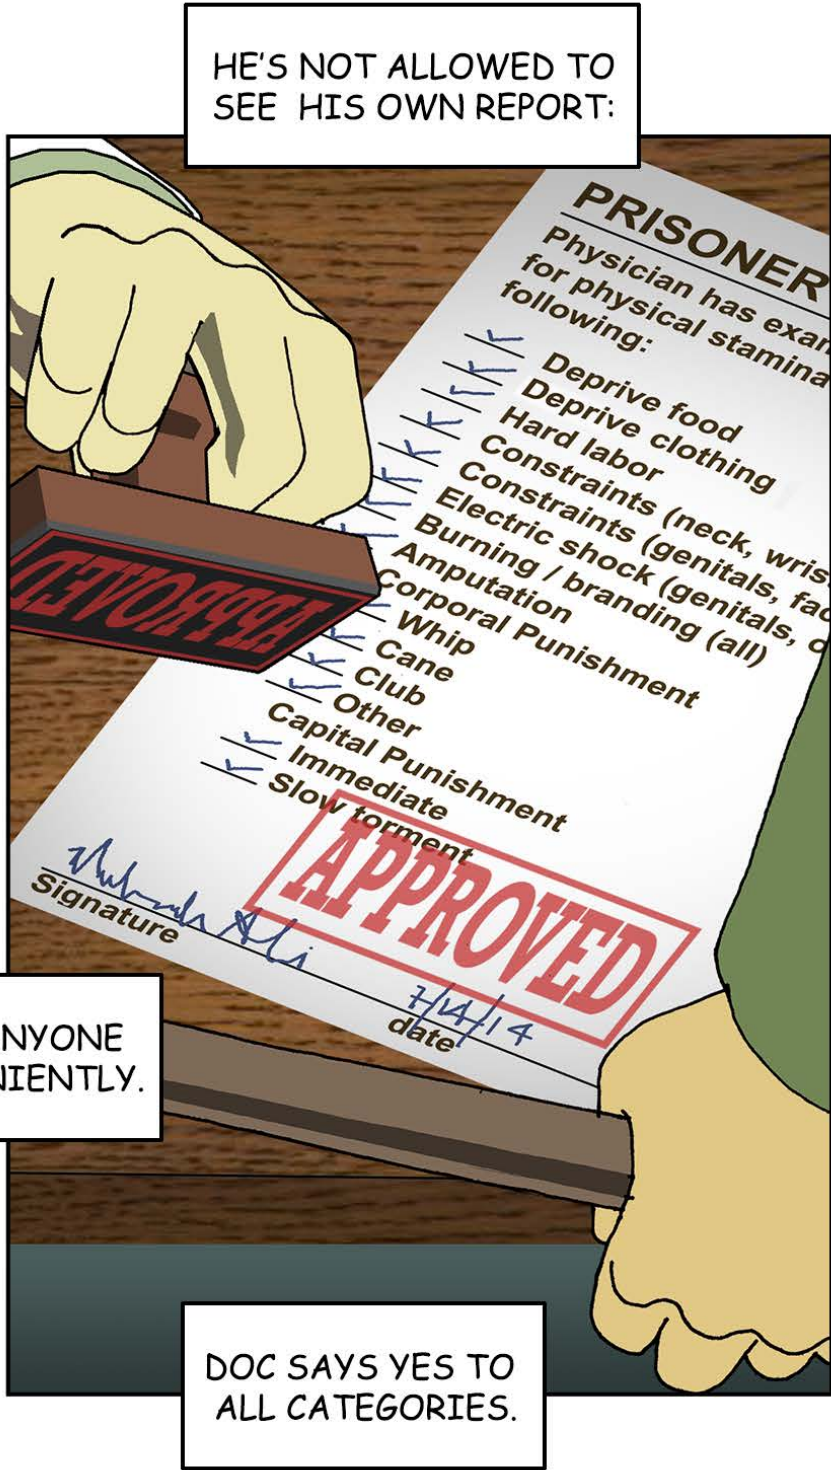 HE'S NOT ALLOWED TO
SEE HIS OWN REPORT:
PRISONER
Physician has exam
for physical stamina
following:
Deprive food
Deprive clothing
Hard labor
Constraints (neck, wris
Constraints (genitals, fac
Electric shock (genitals, o
Burning / branding (all)
Amputation
Corporal Punishment
Whip
Cane
Club
Other
Capital Punishment
Immediate
Slow torment
APPROVED
APPROVED
Ali
Signature
7/14/14
date
NYONE
NIENTLY.
DOC SAYS YES TO
ALL CATEGORIES.